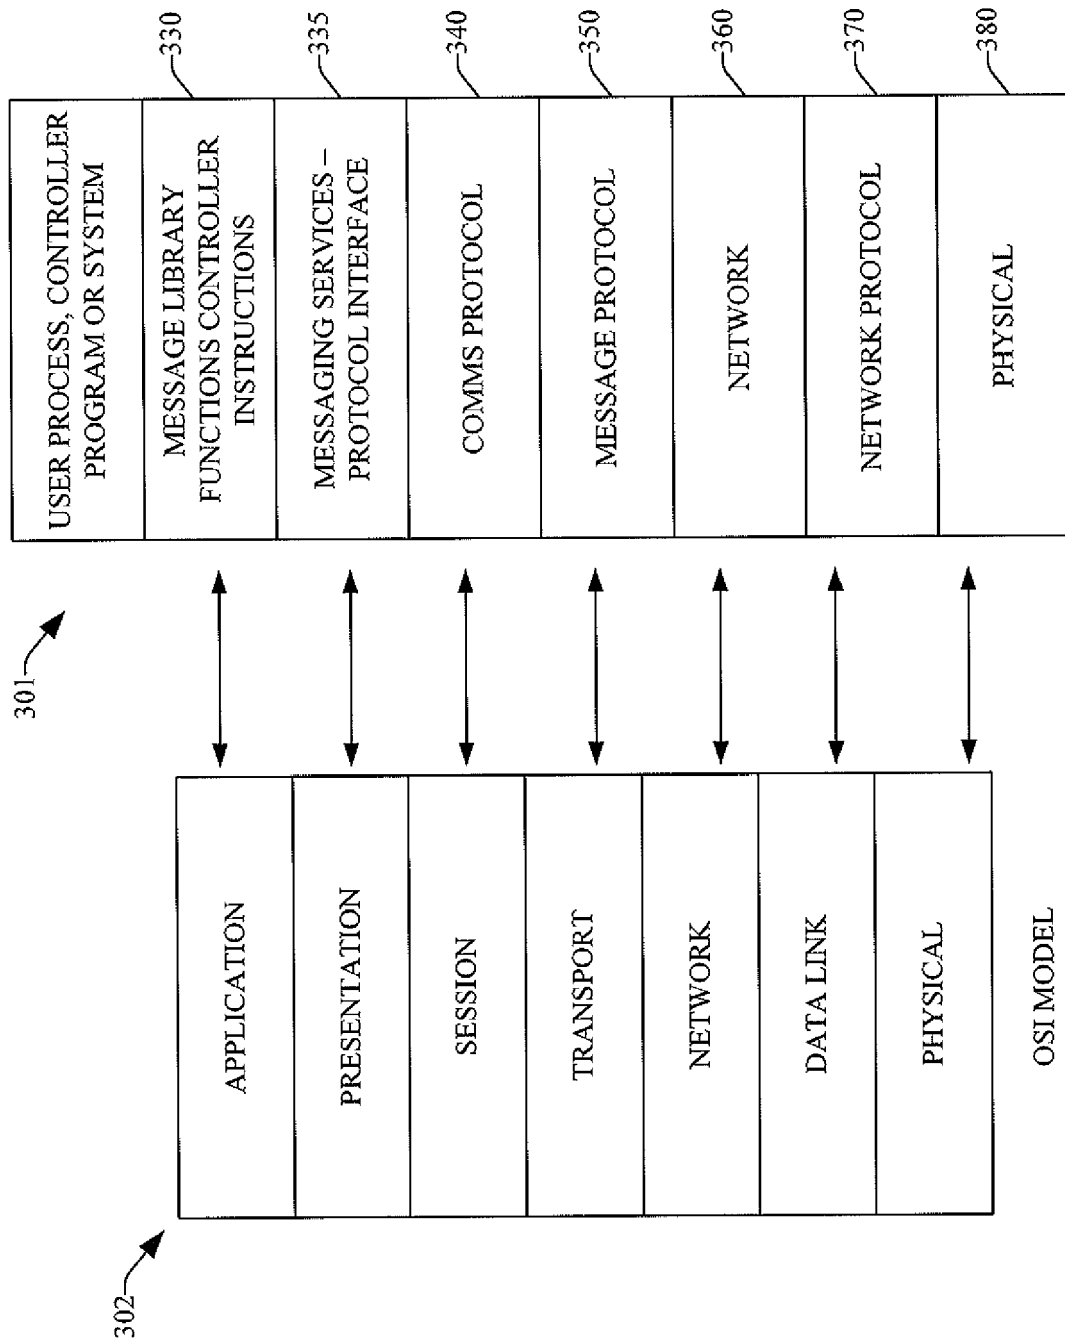 301
USER PROCESS, CONTROLLER
PROGRAM OR SYSTEM
MESSAGE LIBRARY
FUNCTIONS CONTROLLER
INSTRUCTIONS
330
MESSAGING SERVICES –
PROTOCOL INTERFACE
335
COMMS PROTOCOL
340
MESSAGE PROTOCOL
350
NETWORK
360
NETWORK PROTOCOL
370
PHYSICAL
380
302
APPLICATION
PRESENTATION
SESSION
TRANSPORT
NETWORK
DATA LINK
PHYSICAL
OSI MODEL